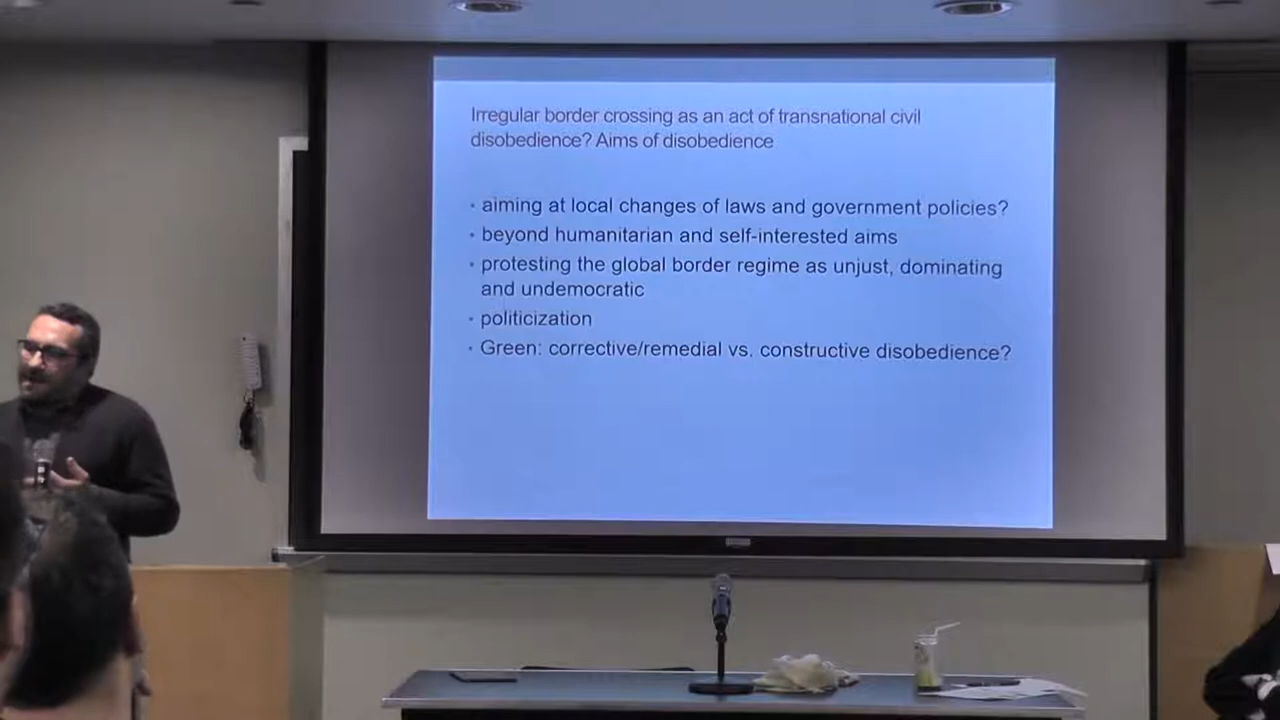 Irregular border crossing as an act of transnational civil
disobedience? Aims of disobedience
• aiming at local changes of laws and government policies?
• beyond humanitarian and self-interested aims
• protesting the global border regime as unjust, dominating
and undemocratic
• politicization
• Green: corrective/remedial vs. constructive disobedience?